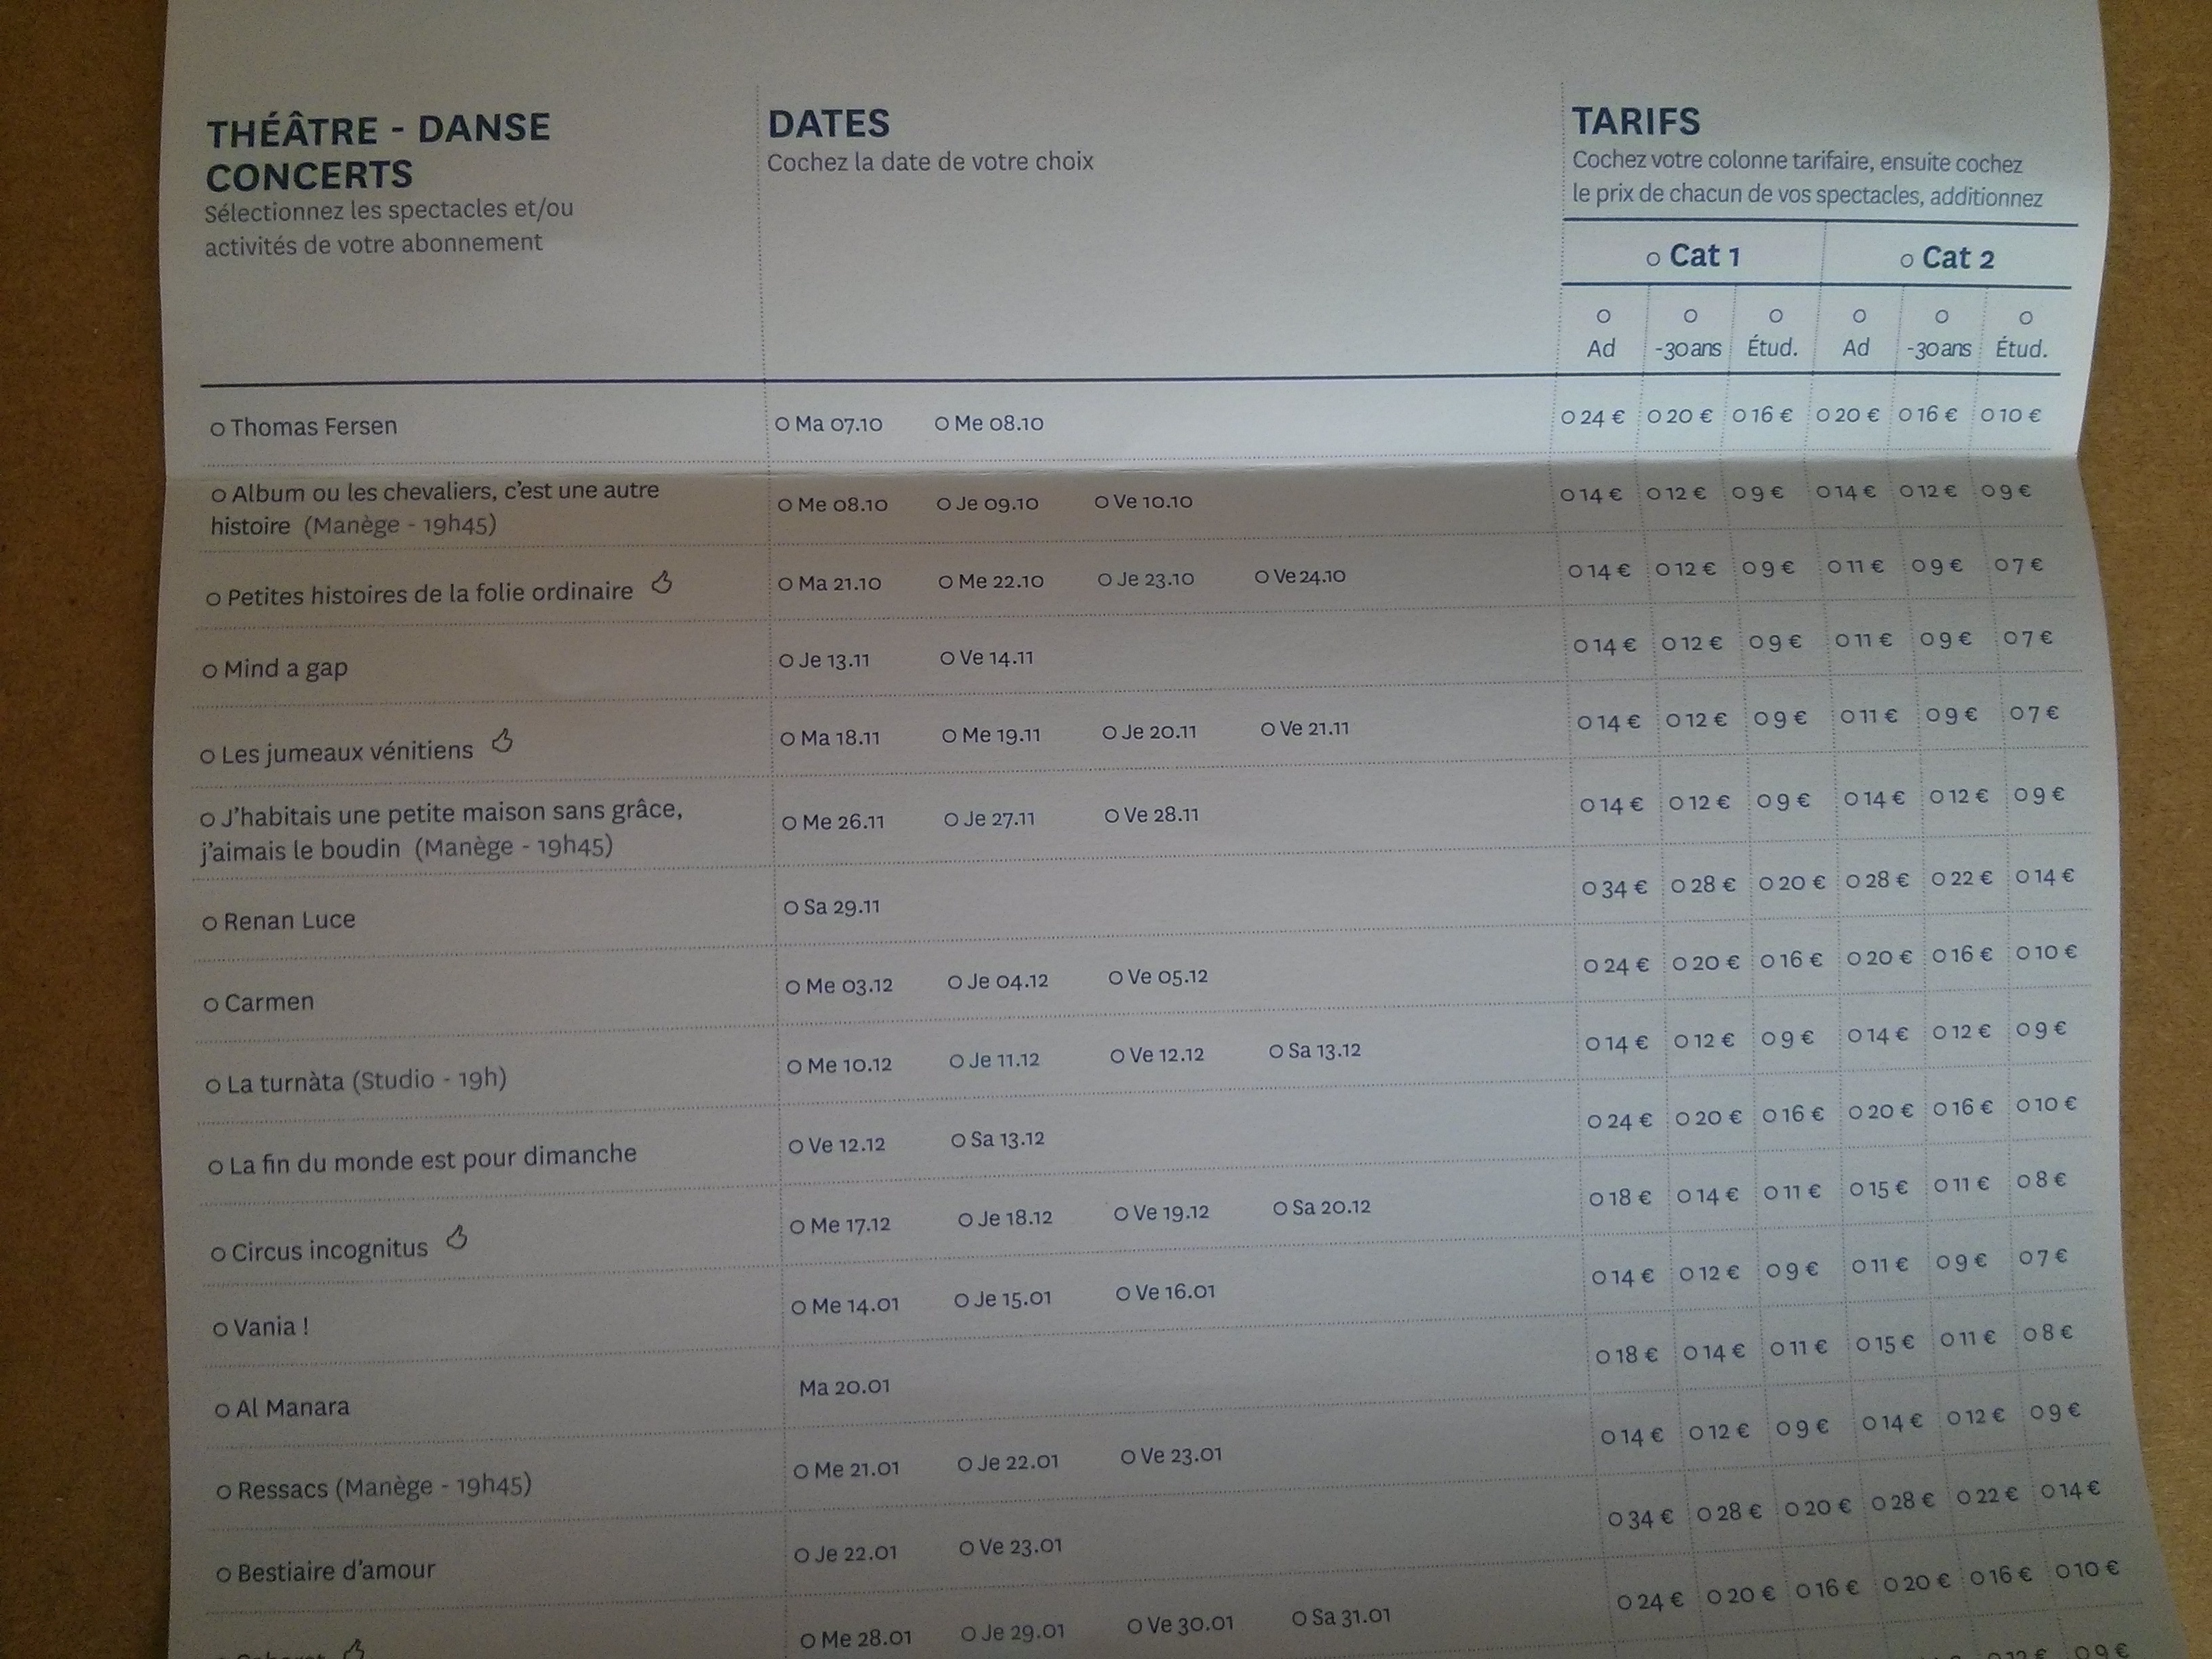 THÉÂTRE - DANSE
CONCERTS
Sélectionnez les spectacles et/ou
activités de votre abonnement
DATES
Cochez la date de votre choix
TARIFS
Cochez votre colonne tarifaire, ensuite cochez
le prix de chacun de vos spectacles, additionnez
Cat 1 Cat 2
Ad -30ans Étud. Ad -30ans Étud.
Thomas Fersen Ma 07.10 Me 08.10 24 € 20 € 16 € 20 € 16 € 10 €
Album ou les chevaliers, c'est une autre
histoire (Manège - 19h45) Me 08.10 Je 09.10 Ve 10.10 14 € 12 € 9 € 14 € 12 € 9 €
Petites histoires de la folie ordinaire Ma 21.10 Me 22.10 Je 23.10 Ve 24.10 14 € 12 € 9 € 11 € 9 € 7 €
Mind a gap Je 13.11 Ve 14.11 14 € 12 € 9 € 11 € 9 € 7 €
Les jumeaux vénitiens Ma 18.11 Me 19.11 Je 20.11 Ve 21.11 14 € 12 € 9 € 11 € 9 € 7 €
J'habitais une petite maison sans grâce,
j'aimais le boudin (Manège - 19h45) Me 26.11 Je 27.11 Ve 28.11 14 € 12 € 9 € 14 € 12 € 9 €
Renan Luce Sa 29.11 34 € 28 € 20 € 28 € 22 € 14 €
Carmen Me 03.12 Je 04.12 Ve 05.12 24 € 20 € 16 € 20 € 16 € 10 €
La turnàta (Studio - 19h) Me 10.12 Je 11.12 Ve 12.12 Sa 13.12 14 € 12 € 9 € 14 € 12 € 9 €
La fin du monde est pour dimanche Ve 12.12 Sa 13.12 24 € 20 € 16 € 20 € 16 € 10 €
Circus incognitus Me 17.12 Je 18.12 Ve 19.12 Sa 20.12 18 € 14 € 11 € 15 € 11 € 8 €
Vania ! Me 14.01 Je 15.01 Ve 16.01 14 € 12 € 9 € 11 € 9 € 7 €
Al Manara Ma 20.01 18 € 14 € 11 € 15 € 11 € 8 €
Ressacs (Manège - 19h45) Me 21.01 Je 22.01 Ve 23.01 14 € 12 € 9 € 14 € 12 € 9 €
Bestiaire d'amour Je 22.01 Ve 23.01 34 € 28 € 20 € 28 € 22 € 14 €
Me 28.01 Je 29.01 Ve 30.01 Sa 31.01 24 € 20 € 16 € 20 € 16 € 10 €
12 € 9 €